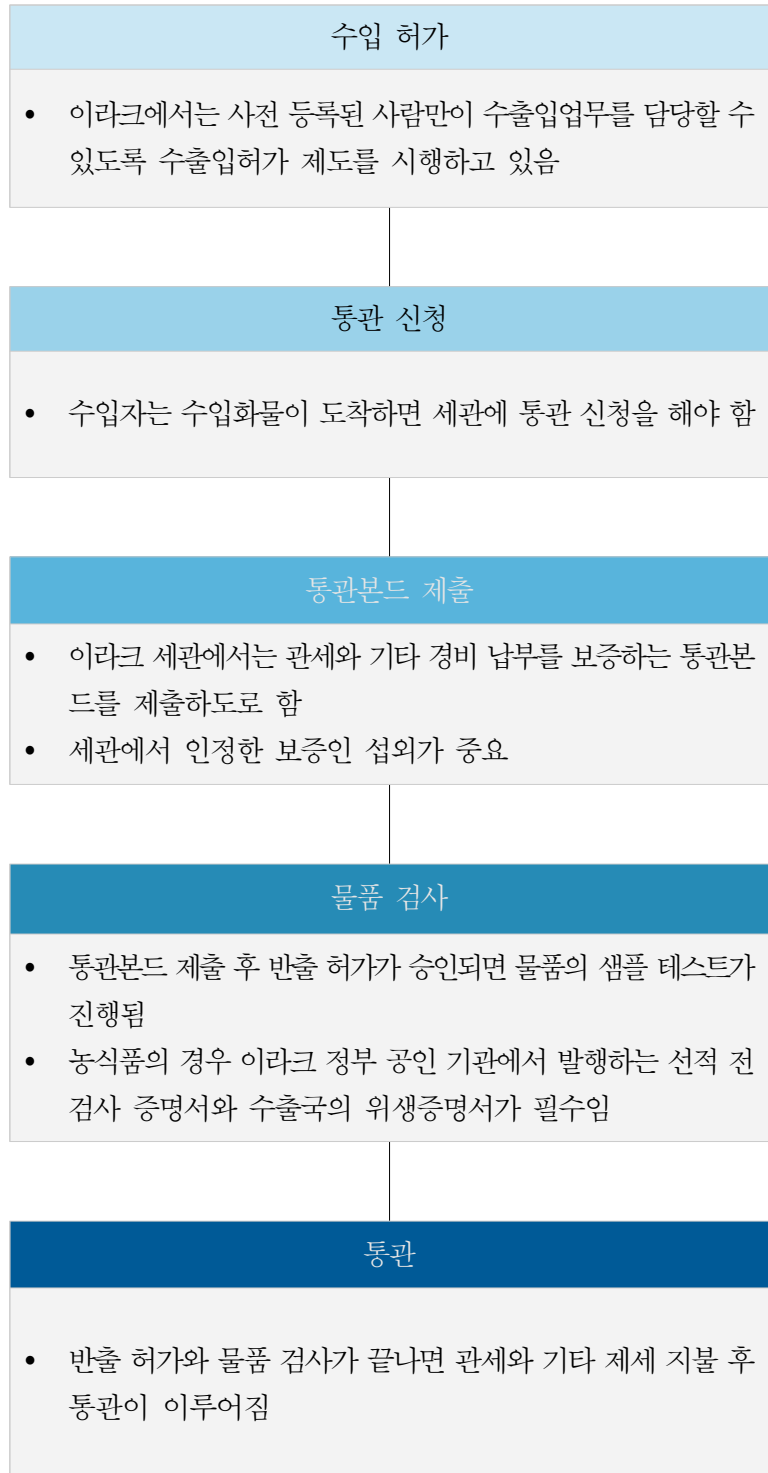 수입 허가
• 이라크에서는 사전 등록된 사람만이 수출입업무를 담당할 수
있도록 수출입허가 제도를 시행하고 있음
통관 신청
• 수입자는 수입화물이 도착하면 세관에 통관 신청을 해야 함
통관본드 제출
• 이라크 세관에서는 관세와 기타 경비 납부를 보증하는 통관본
드를 제출하도로 함
• 세관에서 인정한 보증인 섭외가 중요
물품 검사
• 통관본드 제출 후 반출 허가가 승인되면 물품의 샘플 테스트가
진행됨
• 농식품의 경우 이라크 정부 공인 기관에서 발행하는 선적 전
검사 증명서와 수출국의 위생증명서가 필수임
통관
• 반출 허가와 물품 검사가 끝나면 관세와 기타 제세 지불 후
통관이 이루어짐